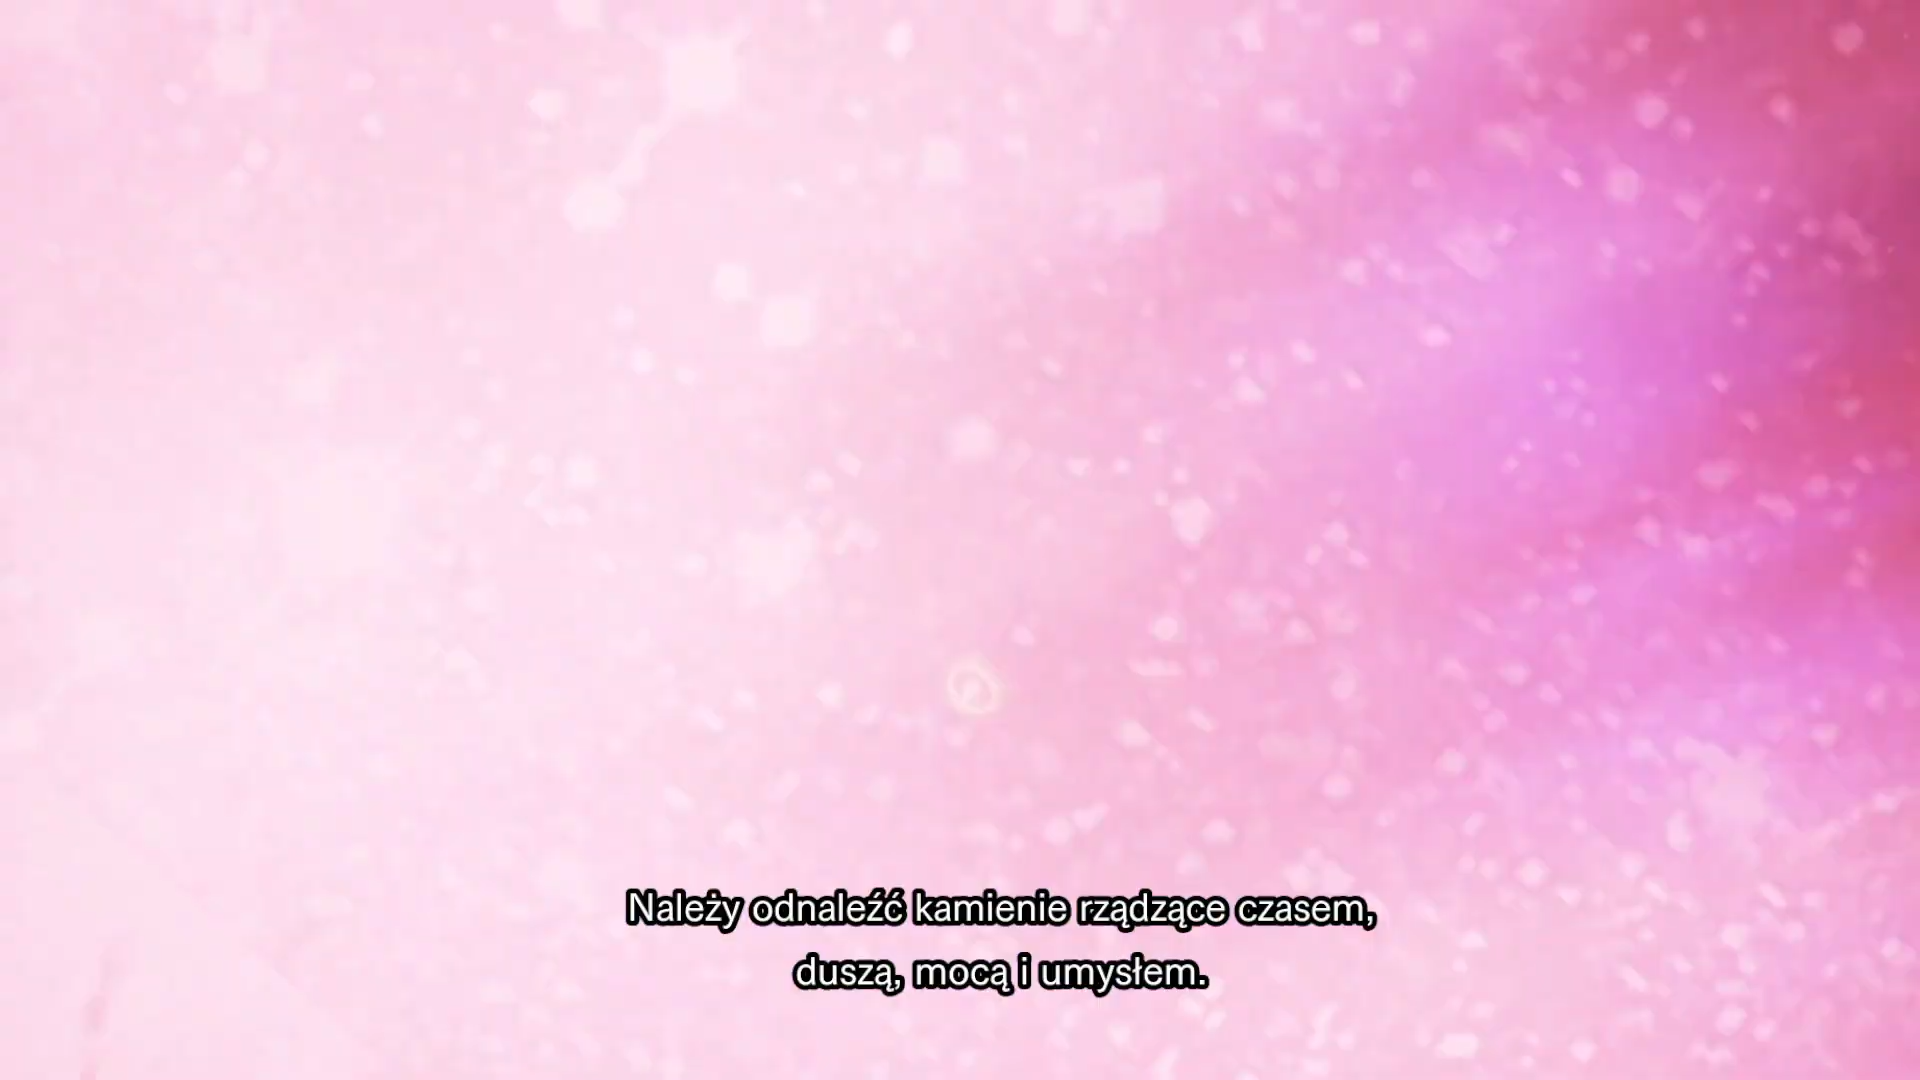 Należy odnaleźć kamienie rządzące czasem,
duszą, mocą i umysłem.